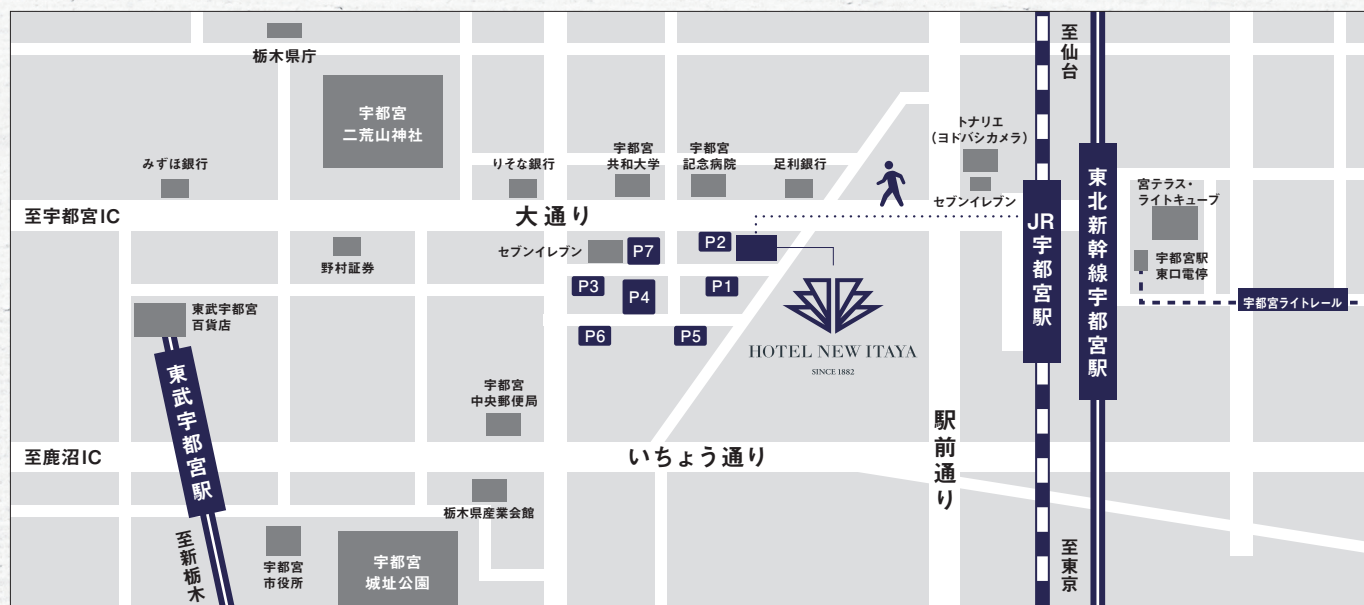 至仙台
栃木県庁
宇都宮
二荒山神社
トナリエ
（ヨドバシカメラ）
みずほ銀行
りそな銀行
宇都宮
共和大学
宇都宮
記念病院
足利銀行
セブンイレブン
東北新幹線宇都宮駅
宮テラス・
ライトキューブ
至宇都宮IC
大通り
JR宇都宮駅
野村証券
セブンイレブン
P7
P2
宇都宮駅
東口電停
P3
P4
P1
宇都宮ライトレール
東武宇都宮
百貨店
P6
P5
HOTEL NEW ITAYA
SINCE 1882
東武宇都宮駅
宇都宮
中央郵便局
駅前通り
至鹿沼IC
いちょう通り
栃木県産業会館
至新栃木
宇都宮
市役所
宇都宮
城址公園
至東京